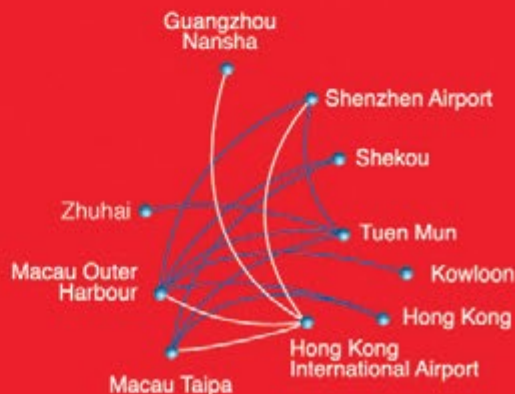 Guangzhou
Nansha
Shenzhen Airport
Shekou
Zhuhai
Tuen Mun
Macau Outer
Harbour
Kowloon
Hong Kong
Hong Kong
International Airport
Macau Taipa